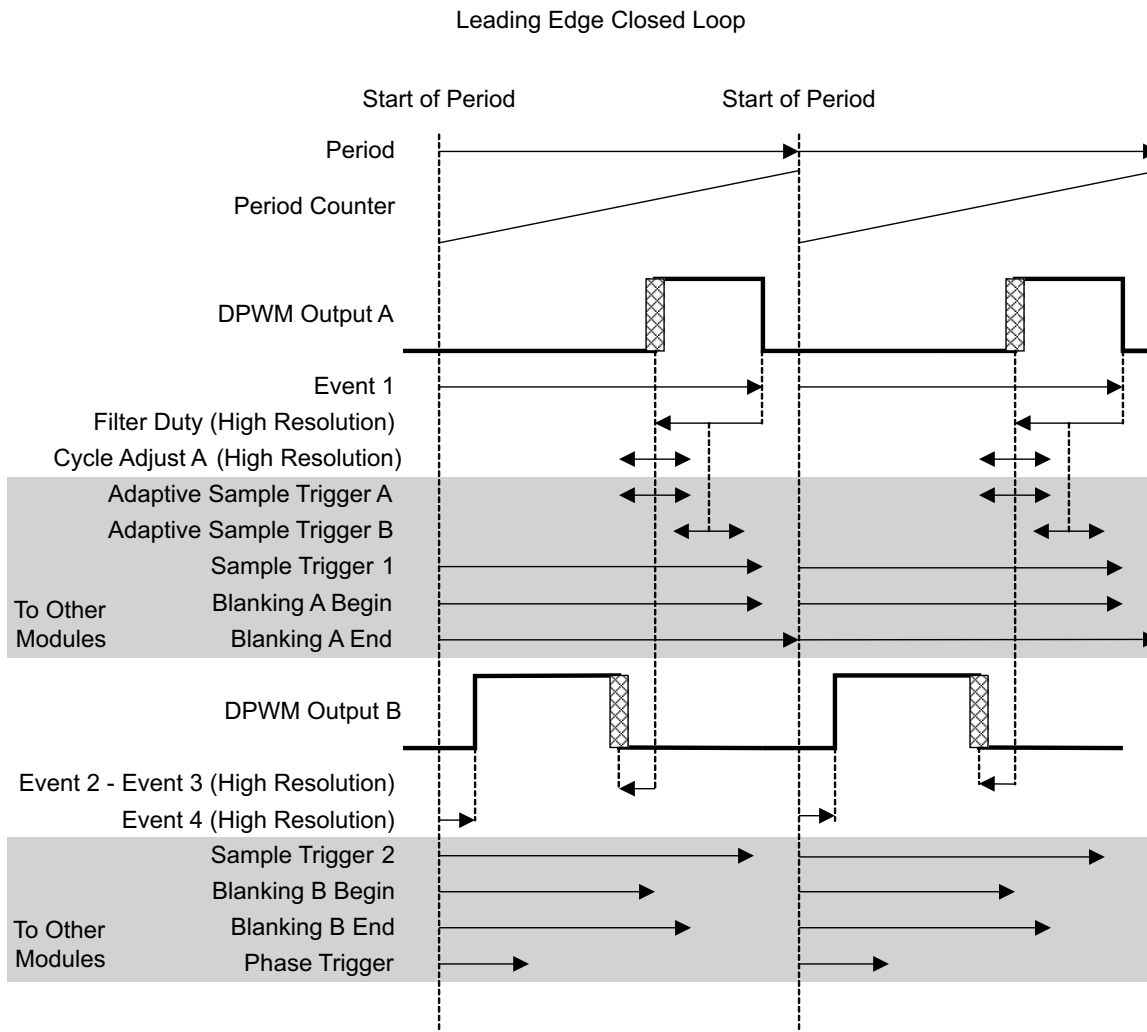 Leading Edge Closed Loop
Start of Period
Start of Period
Period
Period Counter
DPWM Output A
Event 1
Filter Duty (High Resolution)
Cycle Adjust A (High Resolution)
Adaptive Sample Trigger A
Adaptive Sample Trigger B
Sample Trigger 1
Blanking A Begin
Blanking A End
To Other
Modules
DPWM Output B
Event 2 - Event 3 (High Resolution)
Event 4 (High Resolution)
Sample Trigger 2
Blanking B Begin
Blanking B End
Phase Trigger
To Other
Modules